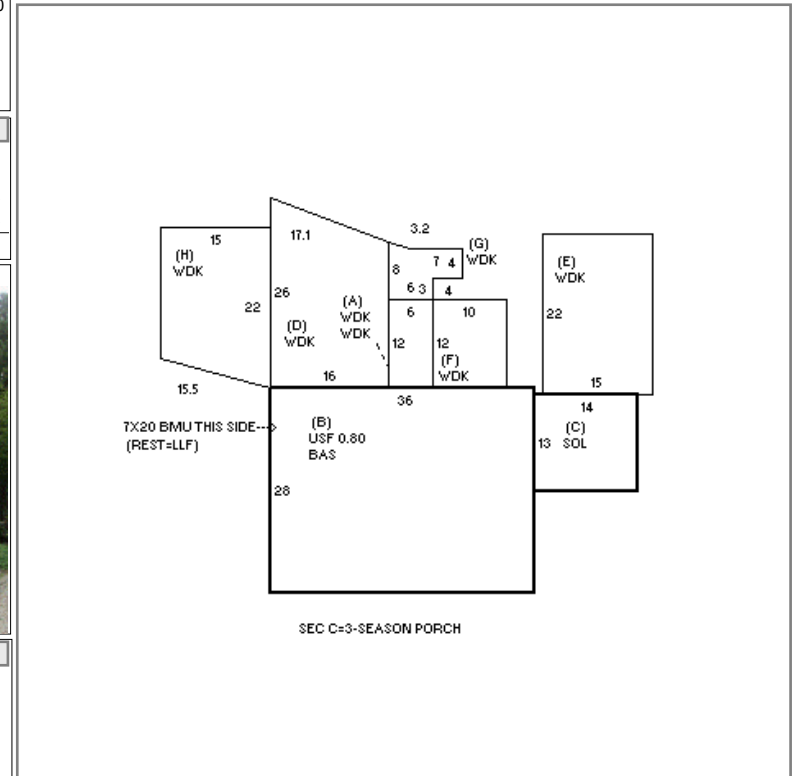 0
3.2
15
17.1
(G)
WDK
(H)
WDK
8
7 4
(E)
WDK
6 3
4
26
22
(A)
WDK
WDK
6
10
22
(D)
WDK
12
12
(F)
WDK
16
15
15.5
36
14
7X20 BMU THIS SIDE---
(REST=LLF)
(B)
USF 0.80
BAS
(C)
SOL
13
28
SEC C=3-SEASON PORCH